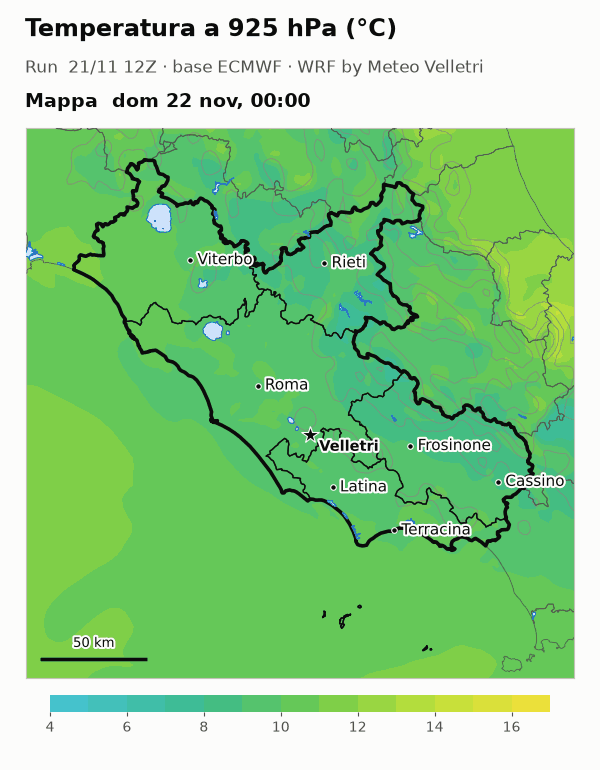 Temperatura a 925 hPa (°C)
Run  21/11 12Z · base ECMWF · WRF by Meteo Velletri
Mappa  dom 22 nov, 00:00
Viterbo
Rieti
Roma
Velletri
Frosinone
Cassino
Latina
Terracina
50 km
4 6 8 10 12 14 16